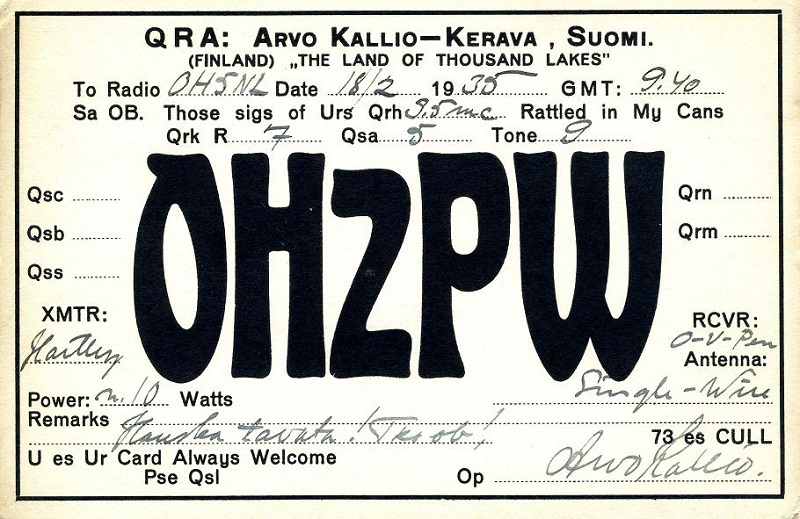 QRA: ARVO KALLIO—KERAVA, SUOMI.
(FINLAND) „THE LAND OF THOUSAND LAKES"
To Radio OH5NL Date 18/2 1935 GMT: 9.40
Sa OB. Those sigs of Urs Qrh 3.5 mc Rattled in My Cans
Qrk R 7 Qsa 5 Tone 9
OH2PW
Qsc
Qsb
Qss
Qrn
Qrm
XMTR:
Hartley
RCVR:
O-V-Pen
Antenna:
Single-Wire
Power: n. 10 Watts
Remarks Hauska tavata! Tks ob!
73 es CULL
U es Ur Card Always Welcome
Pse Qsl
Op Arvo Kallio.